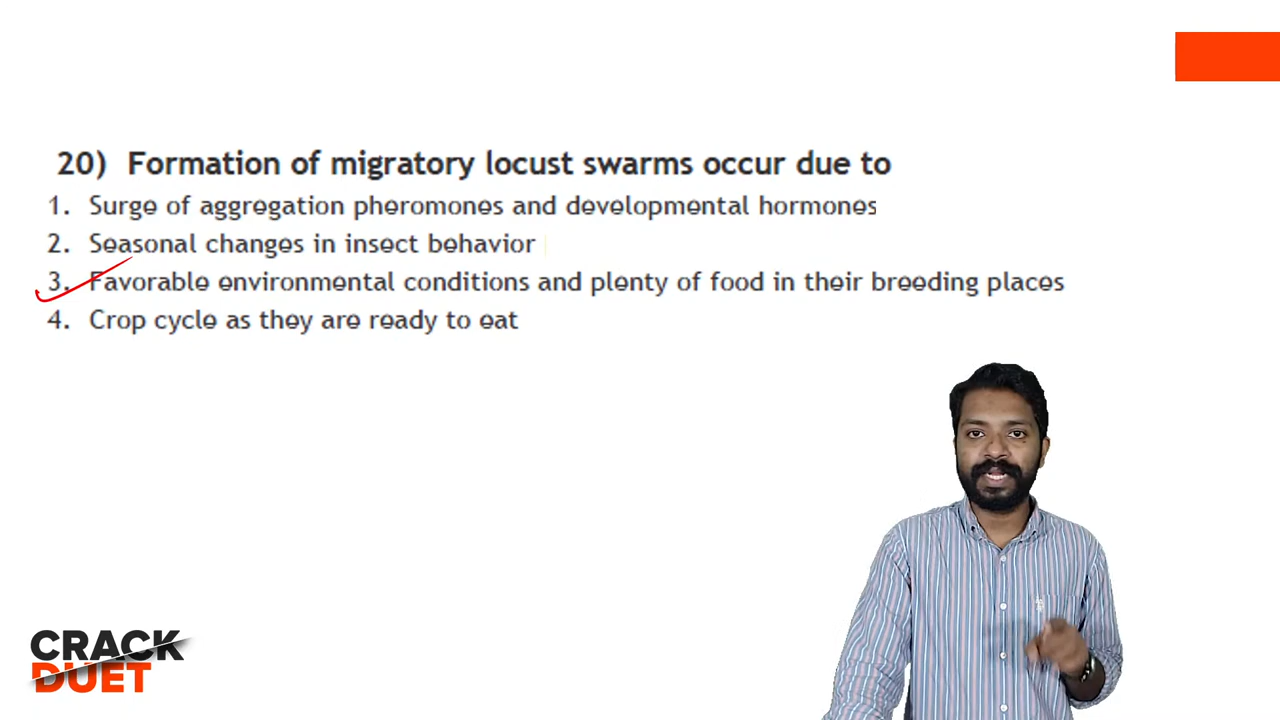 20) Formation of migratory locust swarms occur due to
1. Surge of aggregation pheromones and developmental hormones
2. Seasonal changes in insect behavior
3. Favorable environmental conditions and plenty of food in their breeding places
4. Crop cycle as they are ready to eat
CRACK
DUET